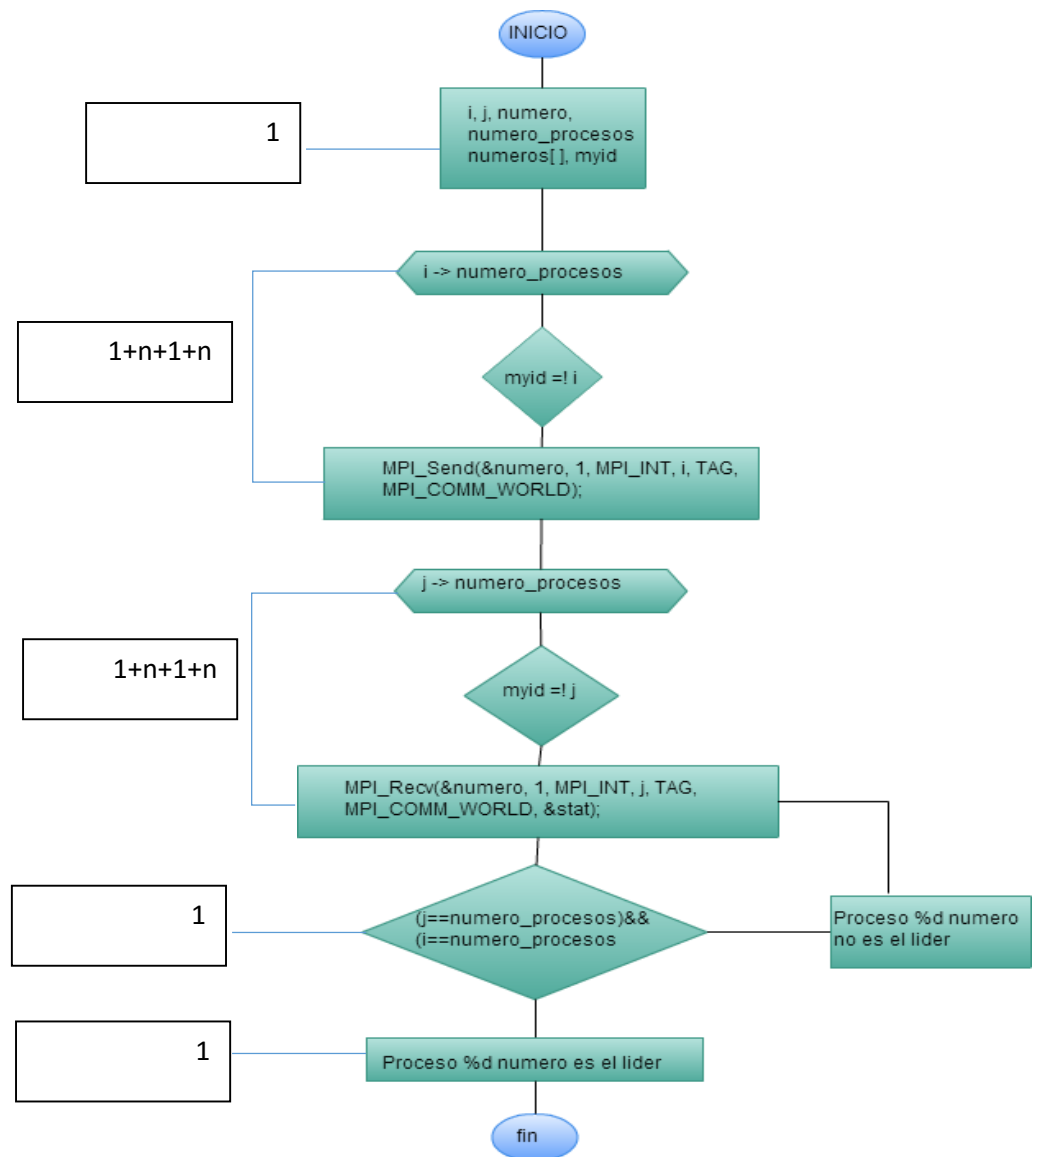 INICIO
1
i, j, numero,
numero_procesos
numeros[ ], myid
i -> numero_procesos
1+n+1+n
myid =! i
MPI_Send(&numero, 1, MPI_INT, i, TAG,
MPI_COMM_WORLD);
j -> numero_procesos
1+n+1+n
myid =! j
MPI_Recv(&numero, 1, MPI_INT, j, TAG,
MPI_COMM_WORLD, &stat);
1
(j==numero_procesos)&&
(i==numero_procesos
Proceso %d numero
no es el lider
1
Proceso %d numero es el lider
fin